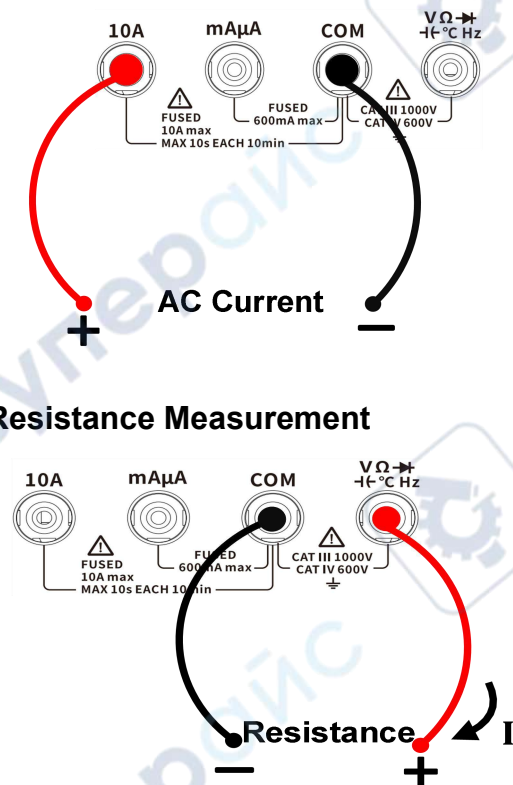 10A mAμA COM VΩ
°C Hz
FUSED
10A max
MAX 10s EACH 10min
FUSED
600mA max
CAT III 1000V
CAT IV 600V
AC Current
+ −
Resistance Measurement
10A mAμA COM VΩ
°C Hz
FUSED
10A max
MAX 10s EACH 10min
FUSED
600mA max
CAT III 1000V
CAT IV 600V
Resistance
I
− +